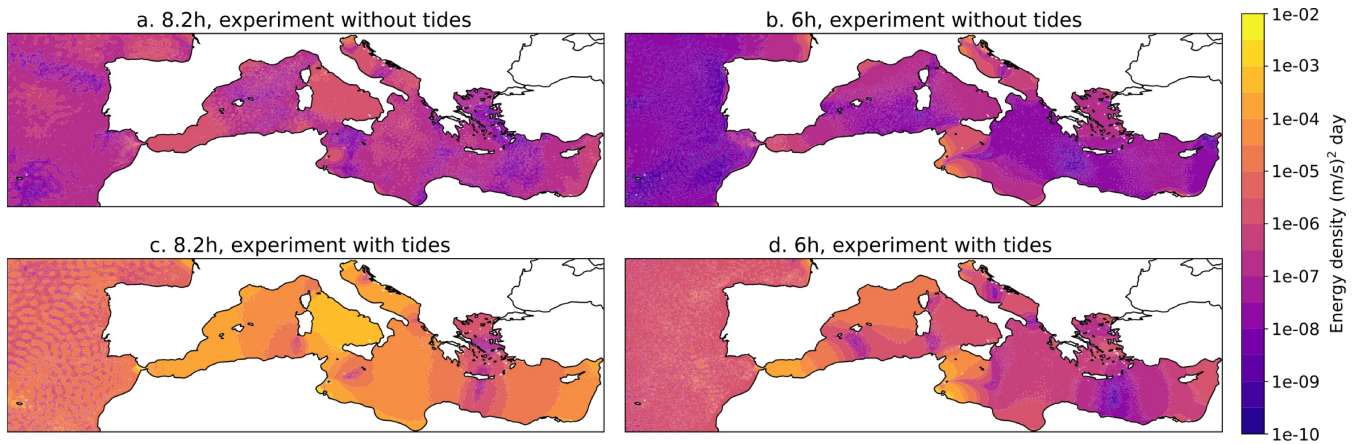 a. 8.2h, experiment without tides
b. 6h, experiment without tides
c. 8.2h, experiment with tides
d. 6h, experiment with tides
1e-02
1e-03
1e-04
1e-05
1e-06
1e-07
1e-08
1e-09
1e-10
Energy density (m/s)² day